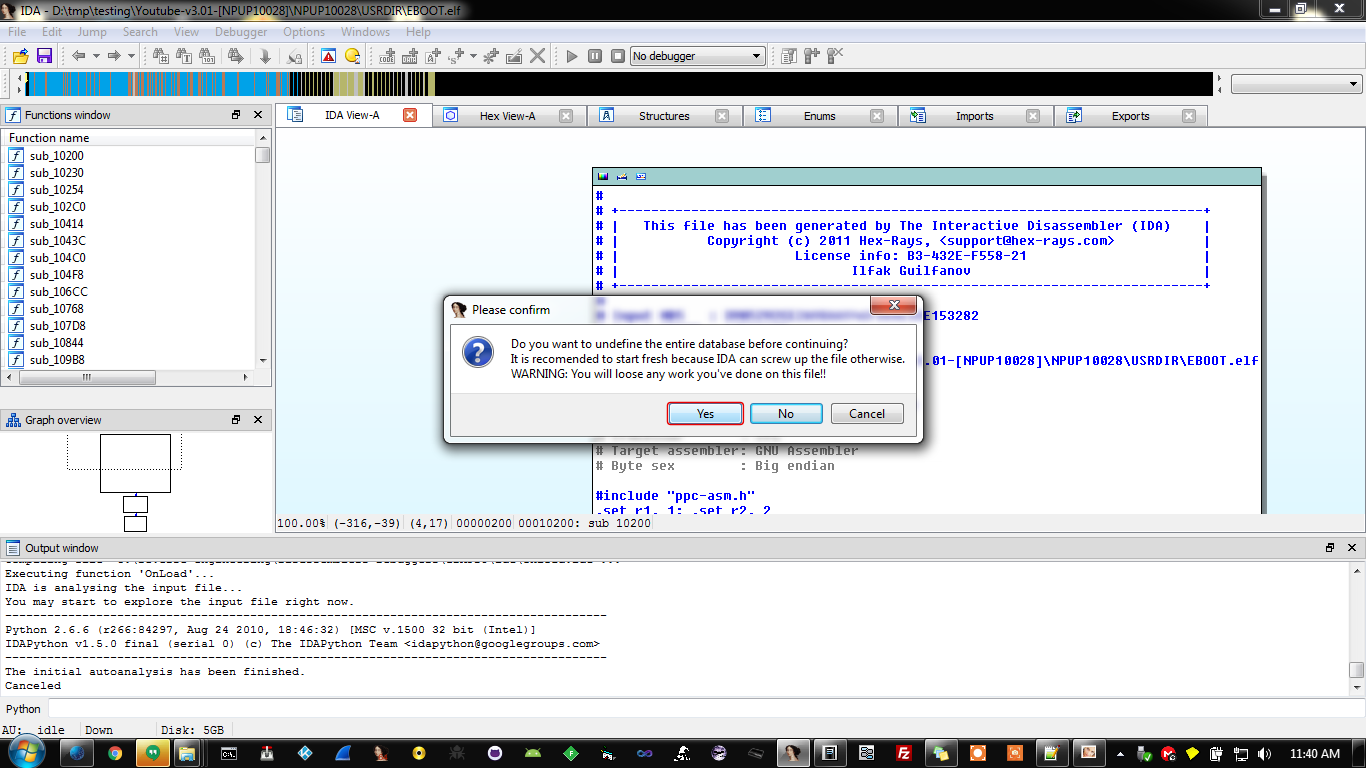 IDA - D:\tmp\testing\Youtube-v3.01-[NPUP10028]\NPUP10028\USRDIR\EBOOT.elf
File Edit Jump Search View Debugger Options Windows Help
No debugger
Functions window
IDA View-A
Hex View-A
Structures
Enums
Imports
Exports
Function name
sub_10200
sub_10230
sub_10254
sub_102C0
sub_10414
sub_1043C
sub_104C0
sub_104F8
sub_106CC
sub_10768
sub_107D8
sub_10844
sub_109B8
Graph overview
#
# +-------------------------------------------------------------------------+
# | This file has been generated by The Interactive Disassembler (IDA) |
# | Copyright (c) 2011 Hex-Rays, <support@hex-rays.com> |
# | License info: B3-432E-F558-21 |
# | Ilfak Guilfanov |
# +-------------------------------------------------------------------------+
E153282
.01-[NPUP10028]\NPUP10028\USRDIR\EBOOT.elf
# Target assembler: GNU Assembler
# Byte sex : Big endian
#include "ppc-asm.h"
.set r1, 1; .set r2, 2
100.00% (-316,-39) (4,17) 00000200 00010200: sub 10200
Please confirm
Do you want to undefine the entire database before continuing?
It is recomended to start fresh because IDA can screw up the file otherwise.
WARNING: You will loose any work you've done on this file!!
Yes
No
Cancel
Output window
Executing function 'OnLoad'...
IDA is analysing the input file...
You may start to explore the input file right now.
Python 2.6.6 (r266:84297, Aug 24 2010, 18:46:32) [MSC v.1500 32 bit (Intel)]
IDAPython v1.5.0 final (serial 0) (c) The IDAPython Team <idapython@googlegroups.com>
The initial autoanalysis has been finished.
Canceled
Python
AU: idle Down Disk: 5GB
11:40 AM